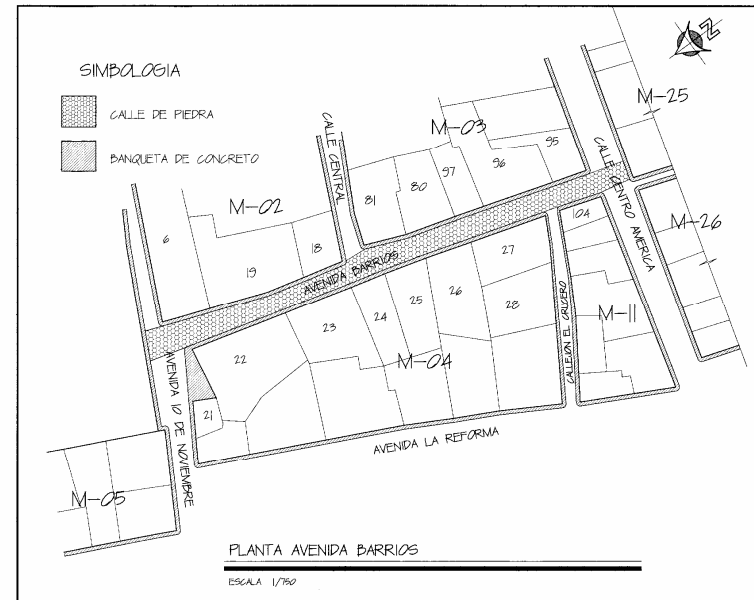 SIMBOLOGIA
CALLE DE PIEDRA
BANQUETA DE CONCRETO
N
M-25
M-03
CALLE CENTRAL
95
96
97
80
81
CALLE CENTRO AMERICA
M-02
6
19
18
104
M-26
AVENIDA BARRIOS
27
26
25
24
23
22
28
M-11
CALLEJON EL CRUCERO
M-04
21
AVENIDA 10 DE NOVIEMBRE
AVENIDA LA REFORMA
M-05
PLANTA AVENIDA BARRIOS
ESCALA 1/750